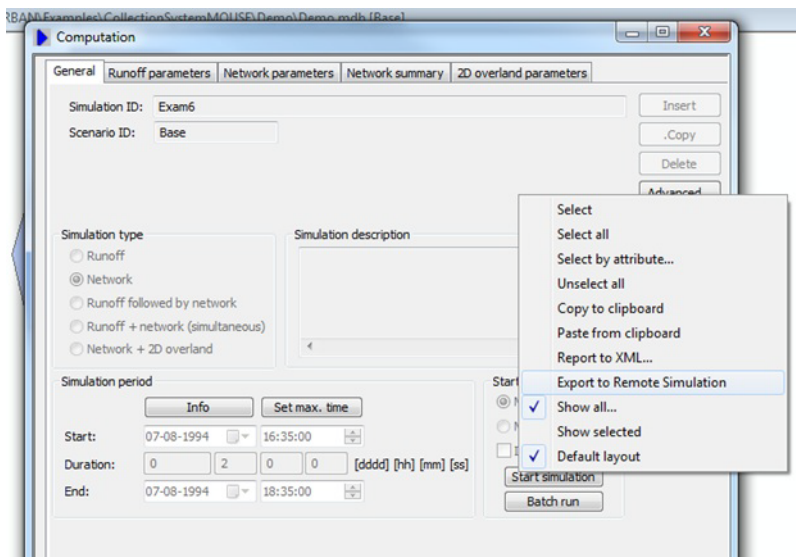 RBAN\Examples\CollectionSystemMOUSE\Demo\Demo.mdb [Base]
Computation
General Runoff parameters Network parameters Network summary 2D overland parameters
Simulation ID: Exam6 Insert
Scenario ID: Base .Copy
Delete
Advanced...
Select
Select all
Select by attribute...
Unselect all
Copy to clipboard
Paste from clipboard
Report to XML...
Export to Remote Simulation
Show all...
Show selected
Default layout
Simulation type Simulation description
Runoff
Network
Runoff followed by network
Runoff + network (simultaneous)
Network + 2D overland
Simulation period Start
Info Set max. time
Start: 07-08-1994 16:35:00
Duration: 0 2 0 0 [dddd] [hh] [mm] [ss]
End: 07-08-1994 18:35:00
Start simulation
Batch run